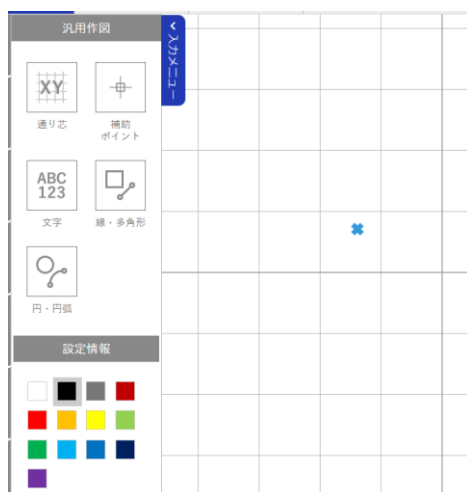 汎用作図
入力メニュー
XY
通り芯
補助
ポイント
ABC
123
文字
線・多角形
円・円弧
設定情報